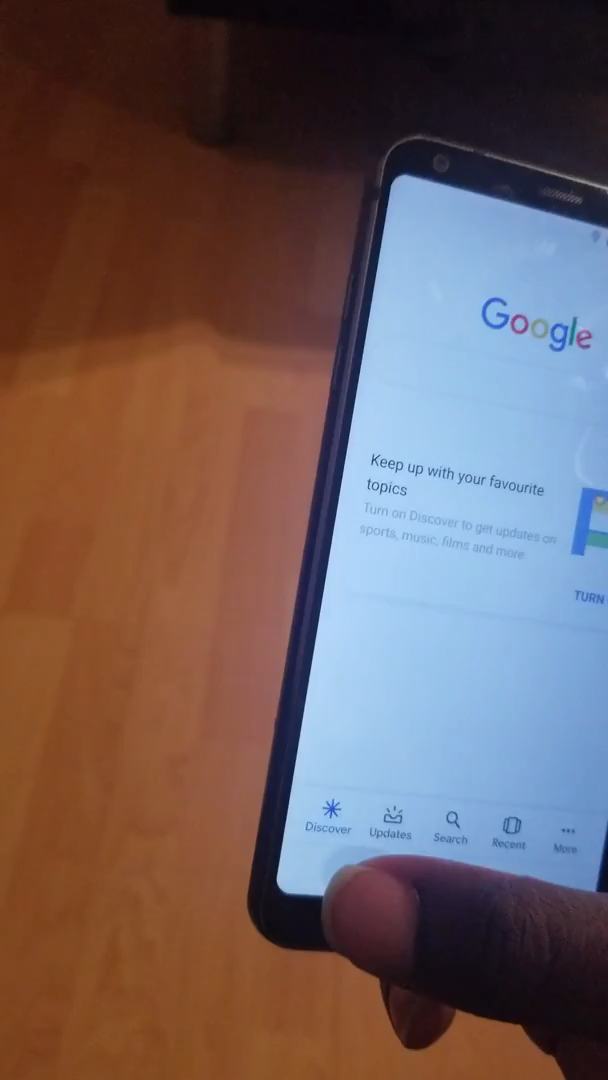 Google
Keep up with your favourite
topics
Turn on Discover to get updates on
sports, music, films and more
TURN
Discover
Updates
Search
Recent
More